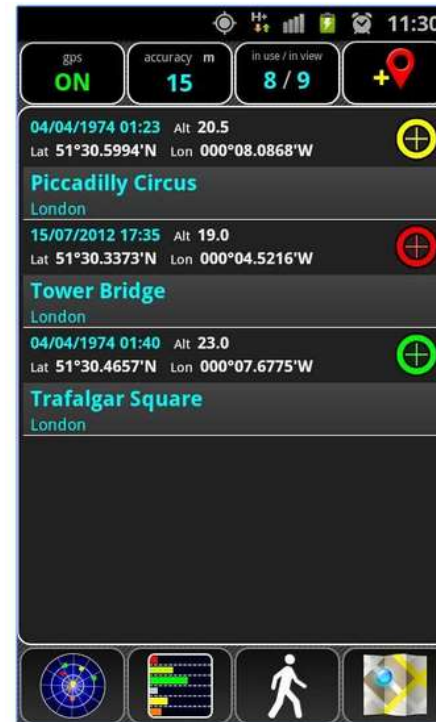 H+ 11:30
gps accuracy m in use / in view
ON 15 8 / 9
04/04/1974 01:23 Alt 20.5
Lat 51°30.5994'N Lon 000°08.0868'W
Piccadilly Circus
London
15/07/2012 17:35 Alt 19.0
Lat 51°30.3373'N Lon 000°04.5216'W
Tower Bridge
London
04/04/1974 01:40 Alt 23.0
Lat 51°30.4657'N Lon 000°07.6775'W
Trafalgar Square
London